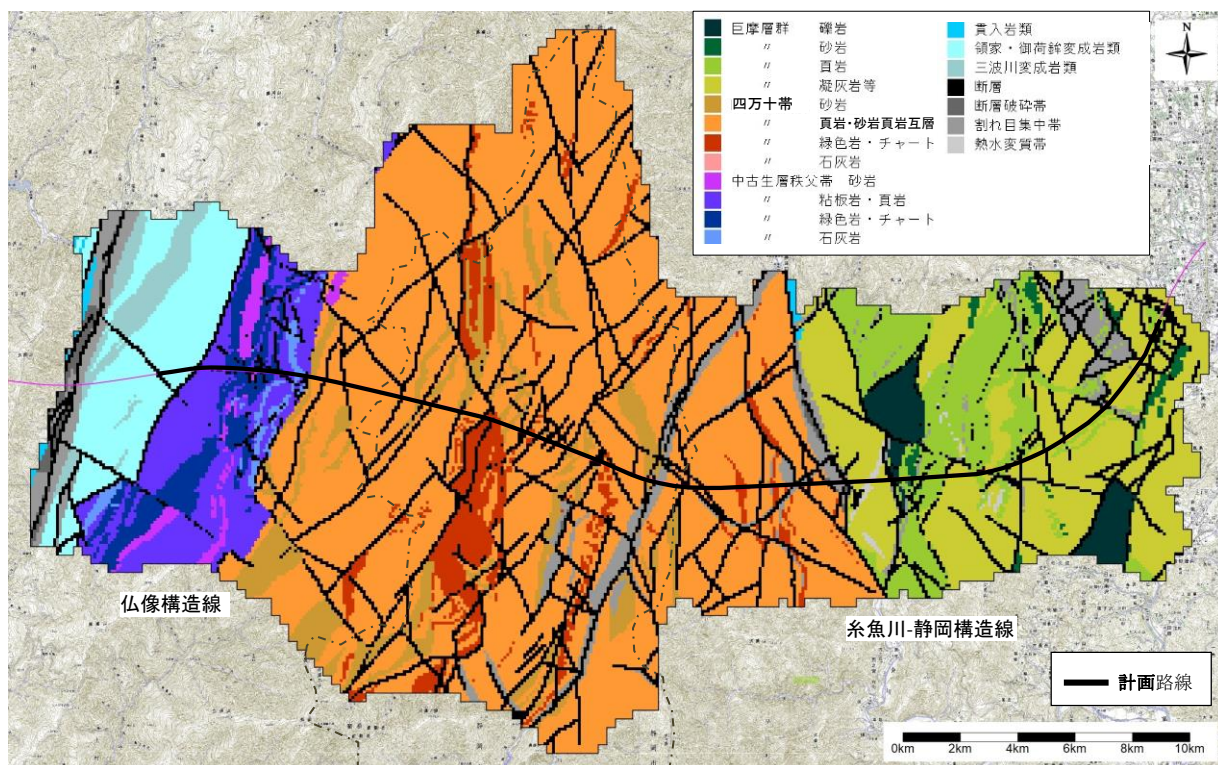 巨摩層群 礫岩
〃 砂岩
〃 頁岩
〃 凝灰岩等
四万十帯 砂岩
〃 頁岩・砂岩頁岩互層
〃 緑色岩・チャート
〃 石灰岩
中古生層秩父帯 砂岩
〃 粘板岩・頁岩
〃 緑色岩・チャート
〃 石灰岩
貫入岩類
領家・御荷鉾変成岩類
三波川変成岩類
断層
断層破砕帯
割れ目集中帯
熱水変質帯
N
仏像構造線
糸魚川-静岡構造線
計画路線
0km 2km 4km 6km 8km 10km